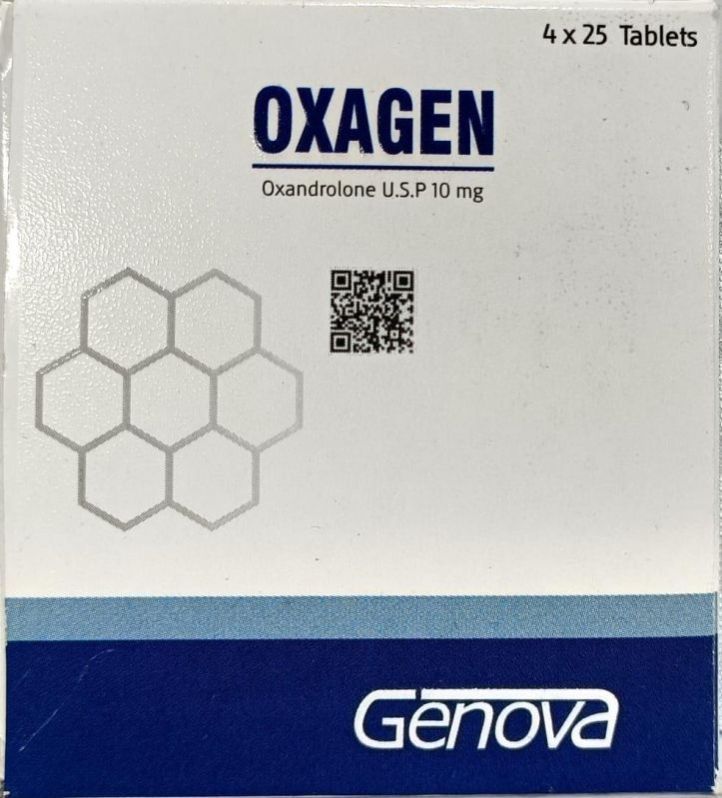 4 x 25 Tablets
OXAGEN
Oxandrolone U.S.P 10 mg
Genova